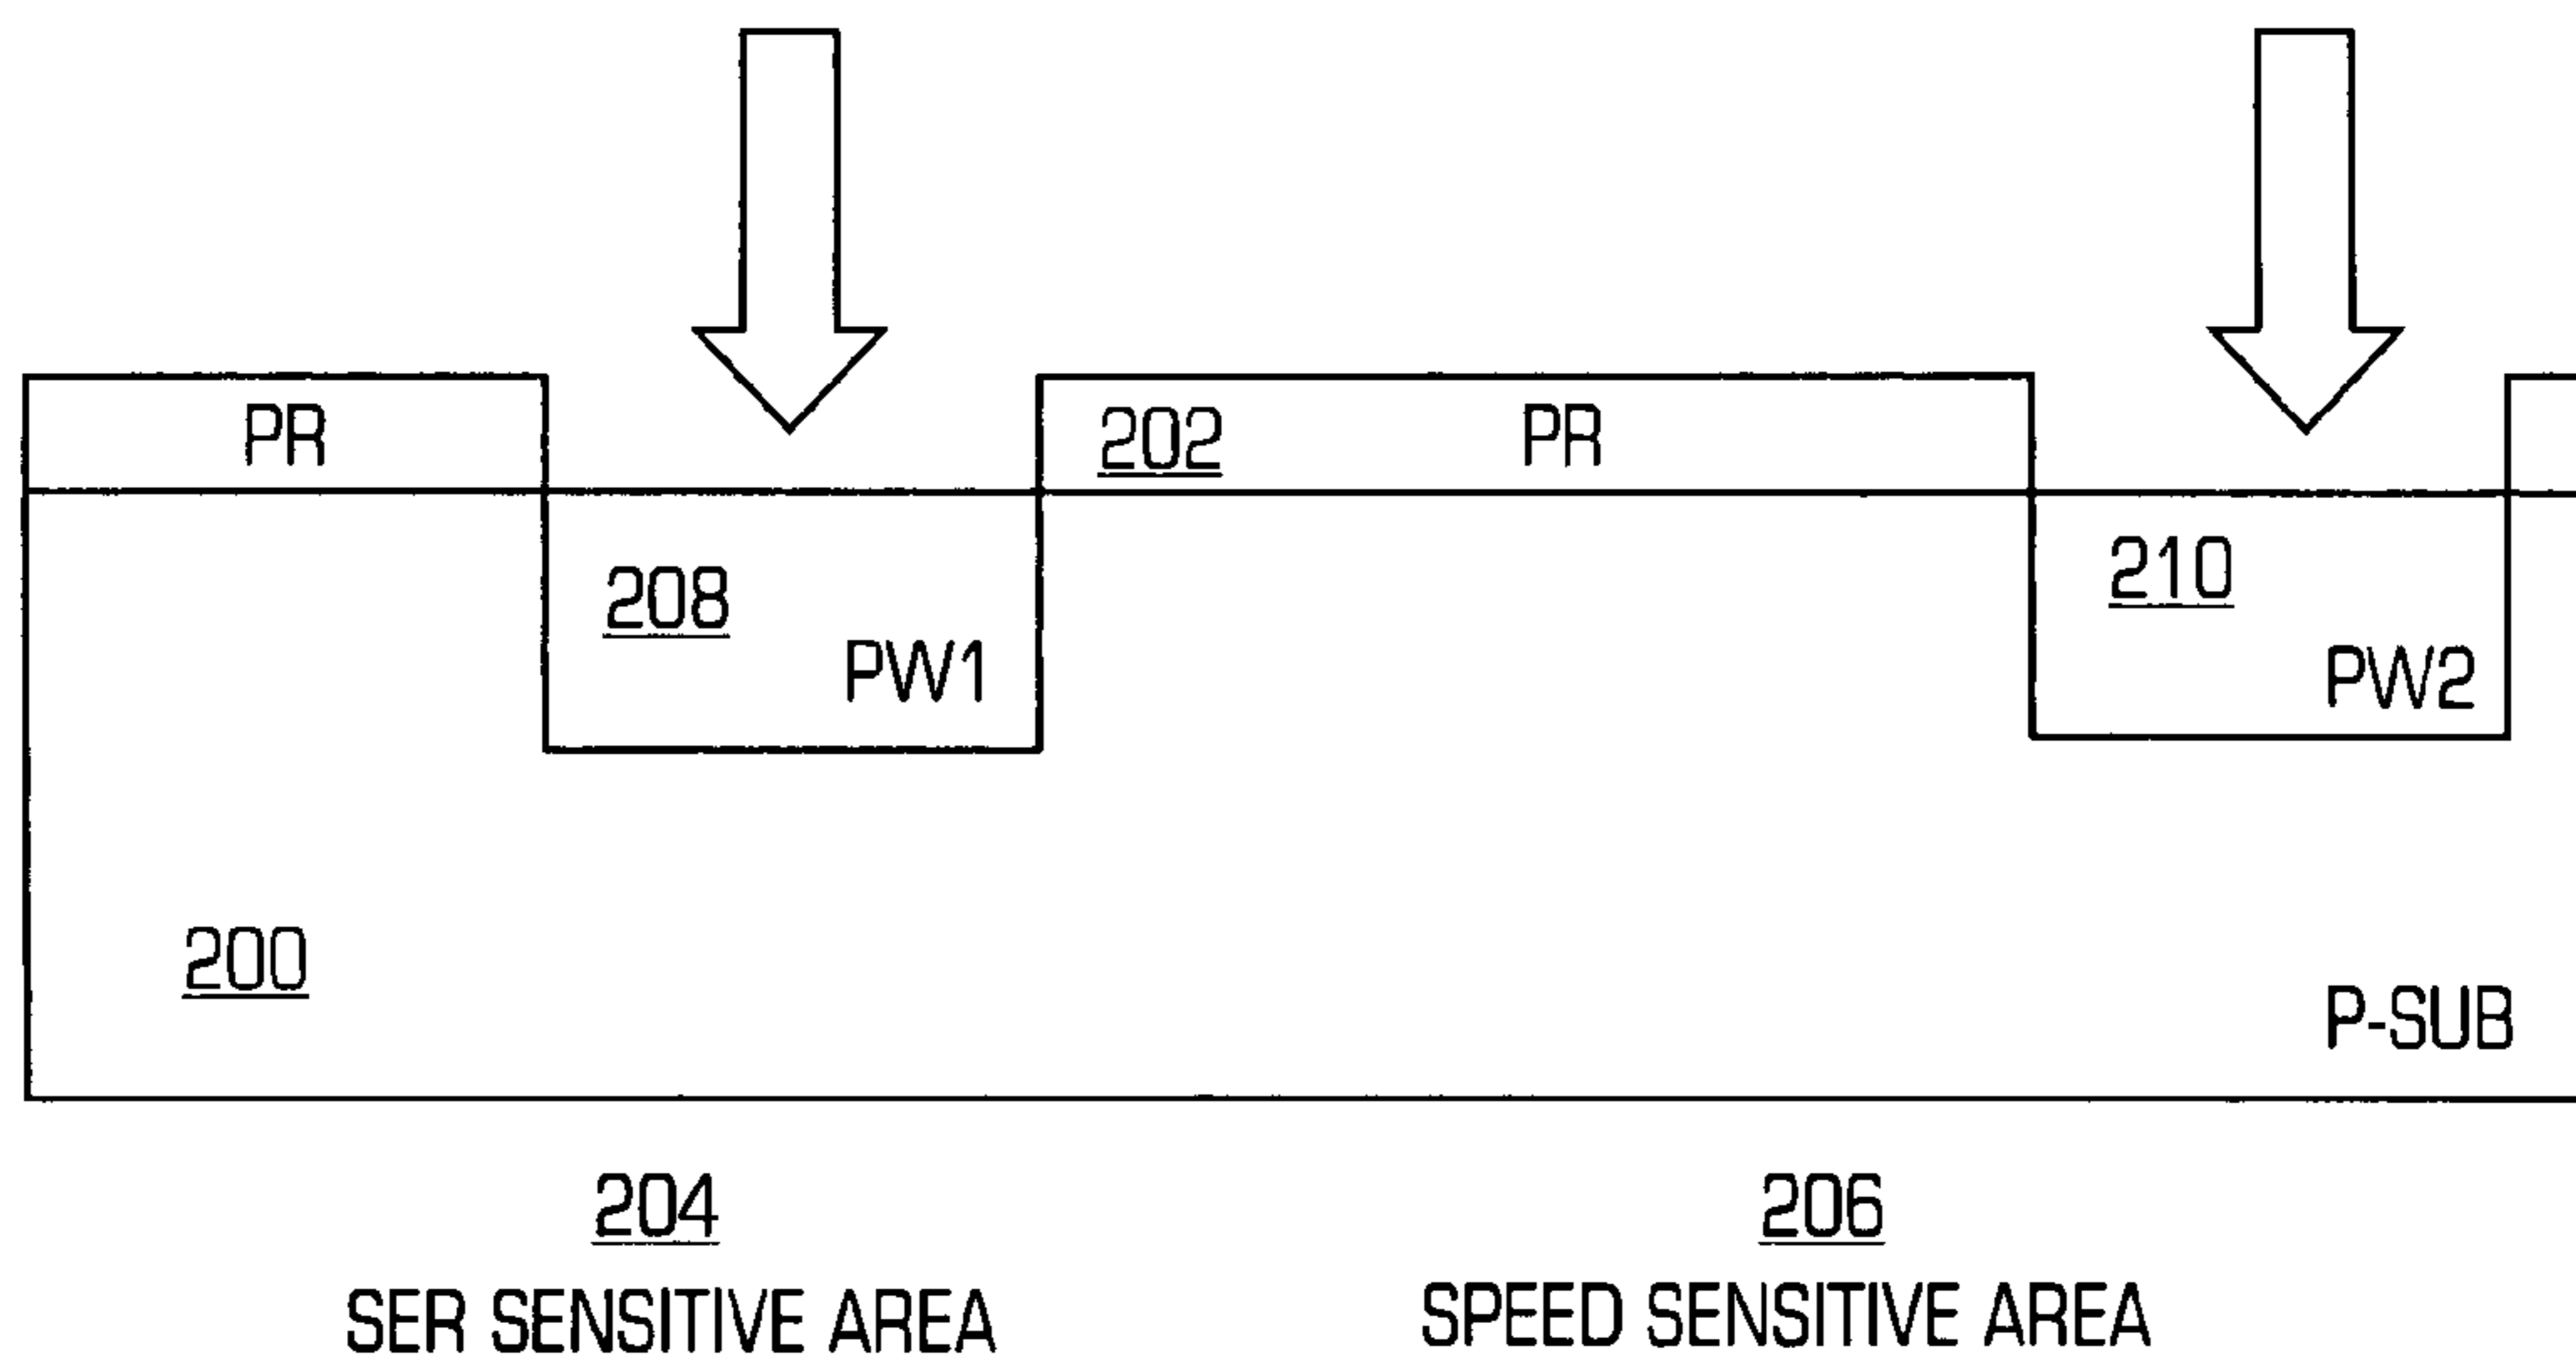 PR
202
PR
208
PW1
210
PW2
200
P-SUB
204
SER SENSITIVE AREA
206
SPEED SENSITIVE AREA